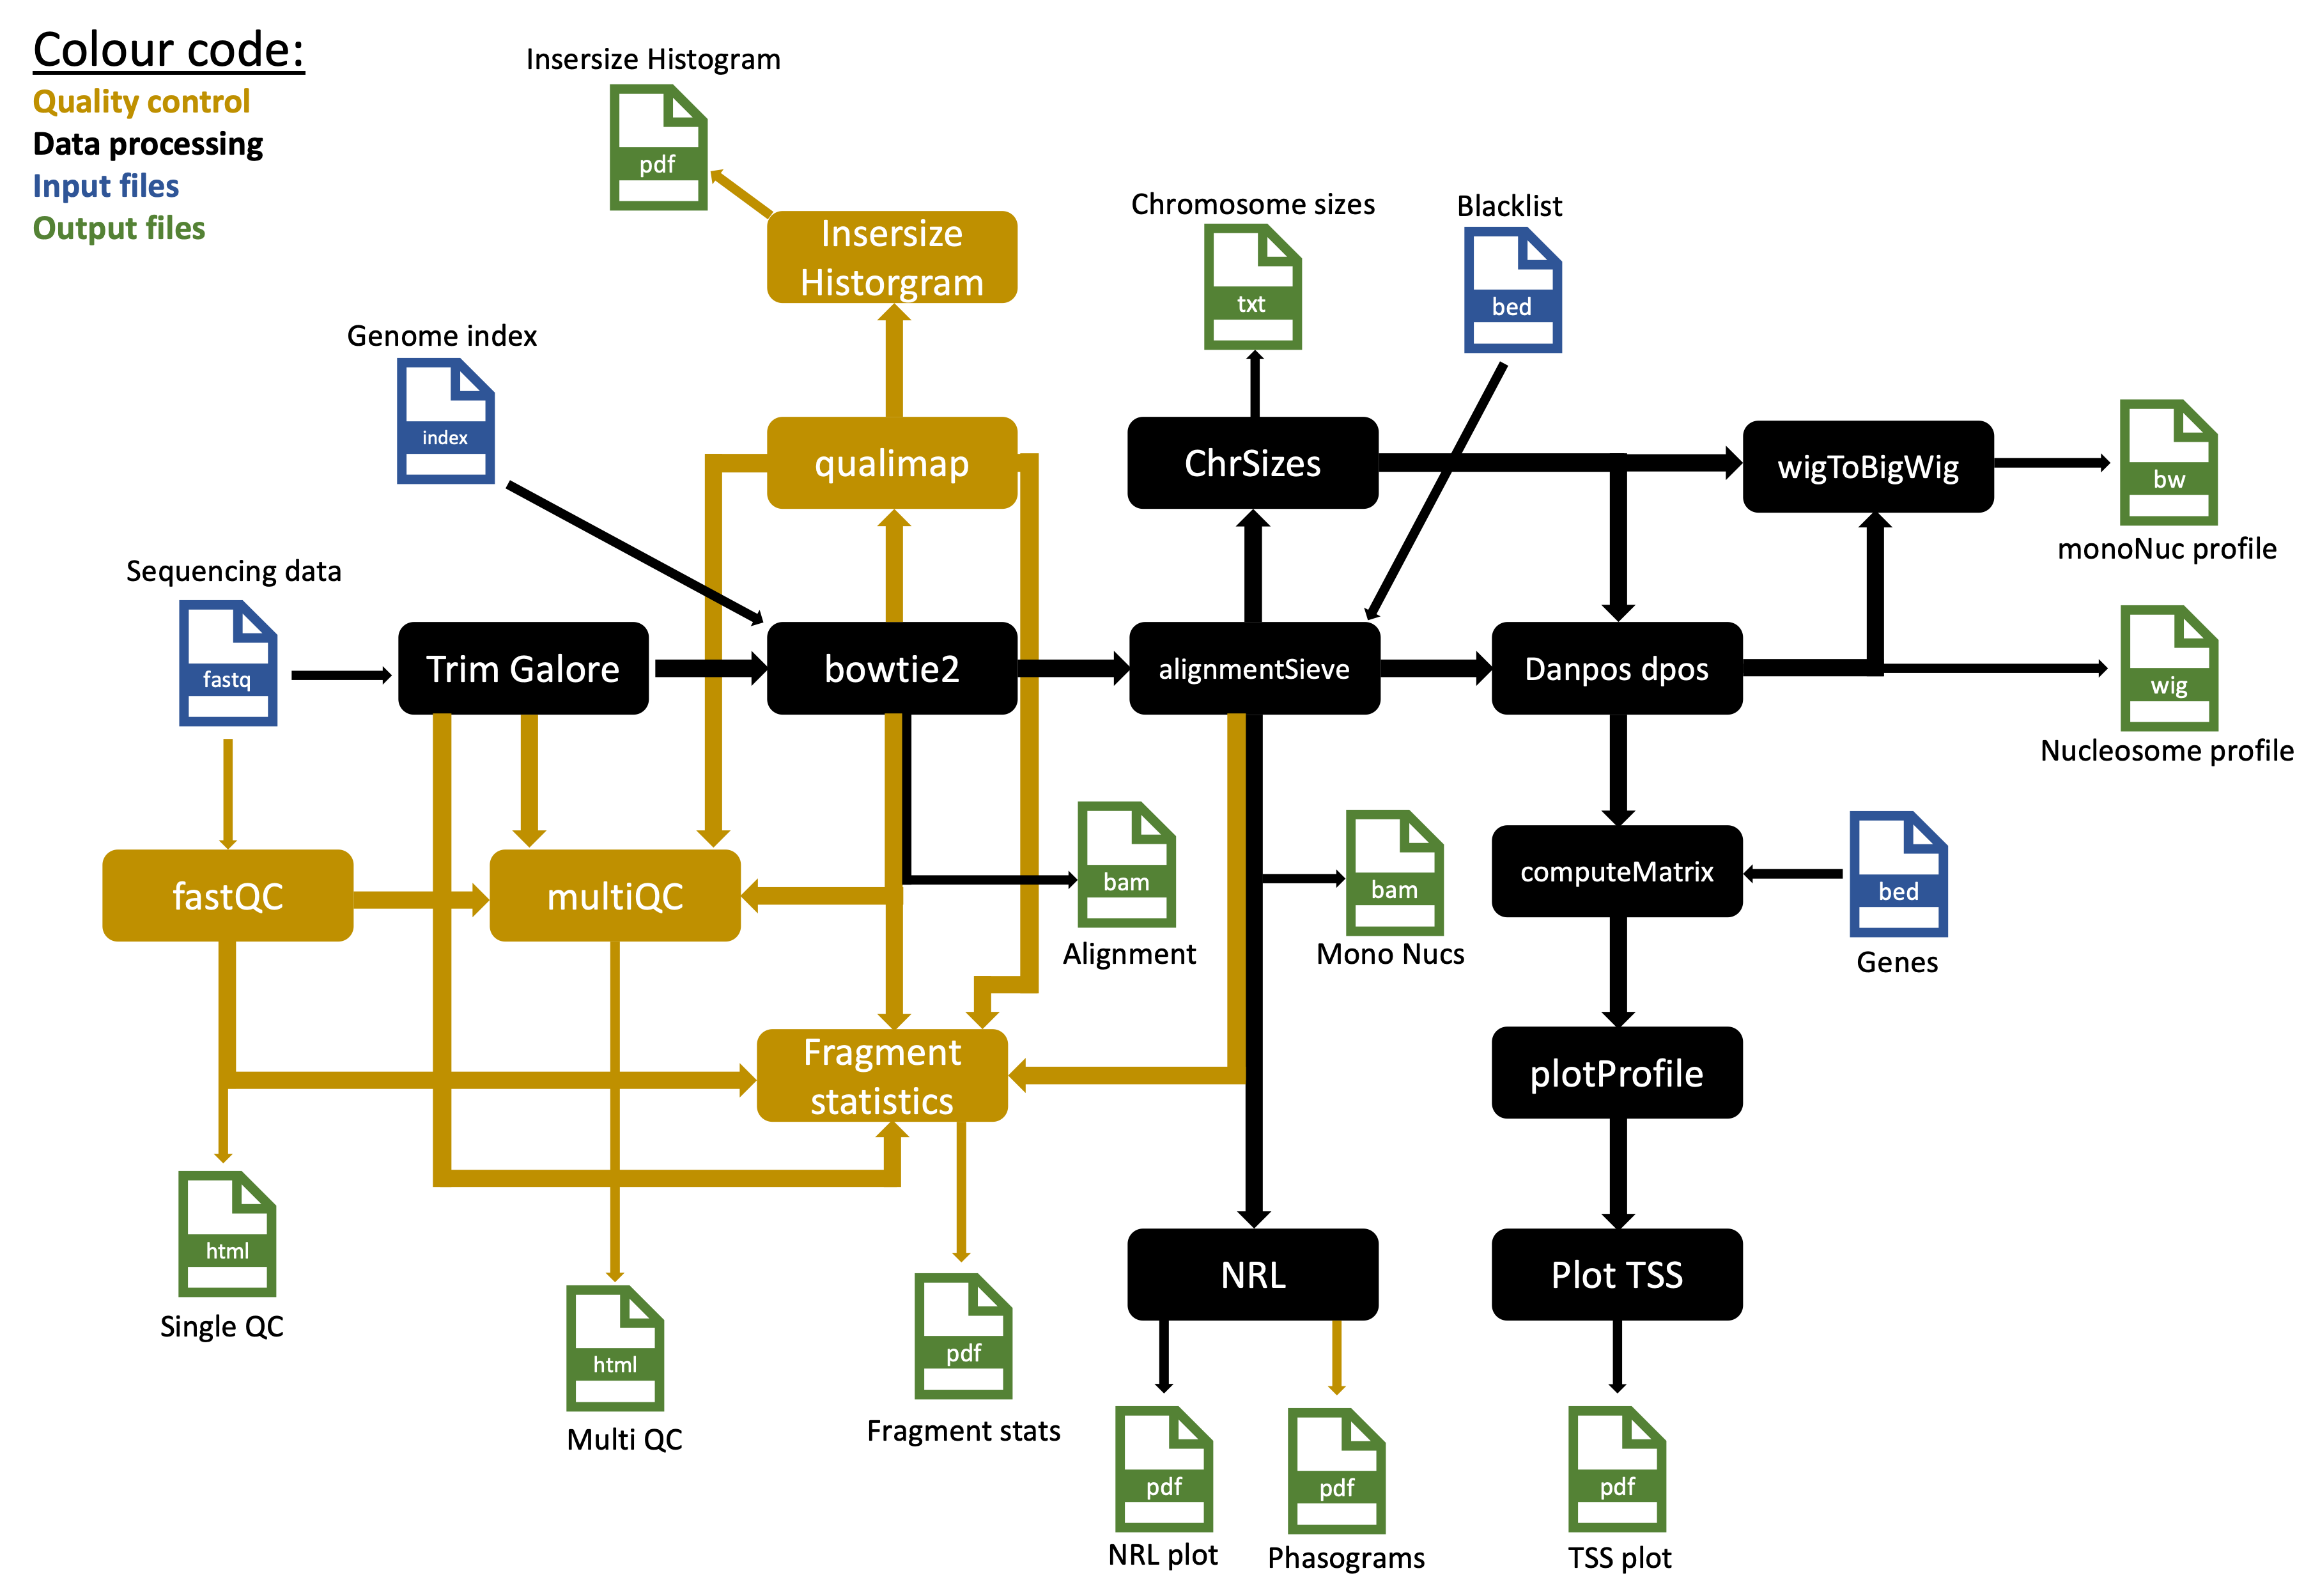 Colour code:
Quality control
Data processing
Input files
Output files
Insersize Histogram
pdf
Insersize
Historgram
Chromosome sizes
txt
Blacklist
bed
Genome index
index
qualimap
ChrSizes
wigToBigWig
bw
monoNuc profile
Sequencing data
fastq
Trim Galore
bowtie2
alignmentSieve
Danpos dpos
wig
Nucleosome profile
fastQC
multiQC
bam
Alignment
bam
Mono Nucs
computeMatrix
bed
Genes
Fragment
statistics
plotProfile
html
Single QC
html
Multi QC
pdf
Fragment stats
NRL
Plot TSS
pdf
NRL plot
pdf
Phasograms
pdf
TSS plot